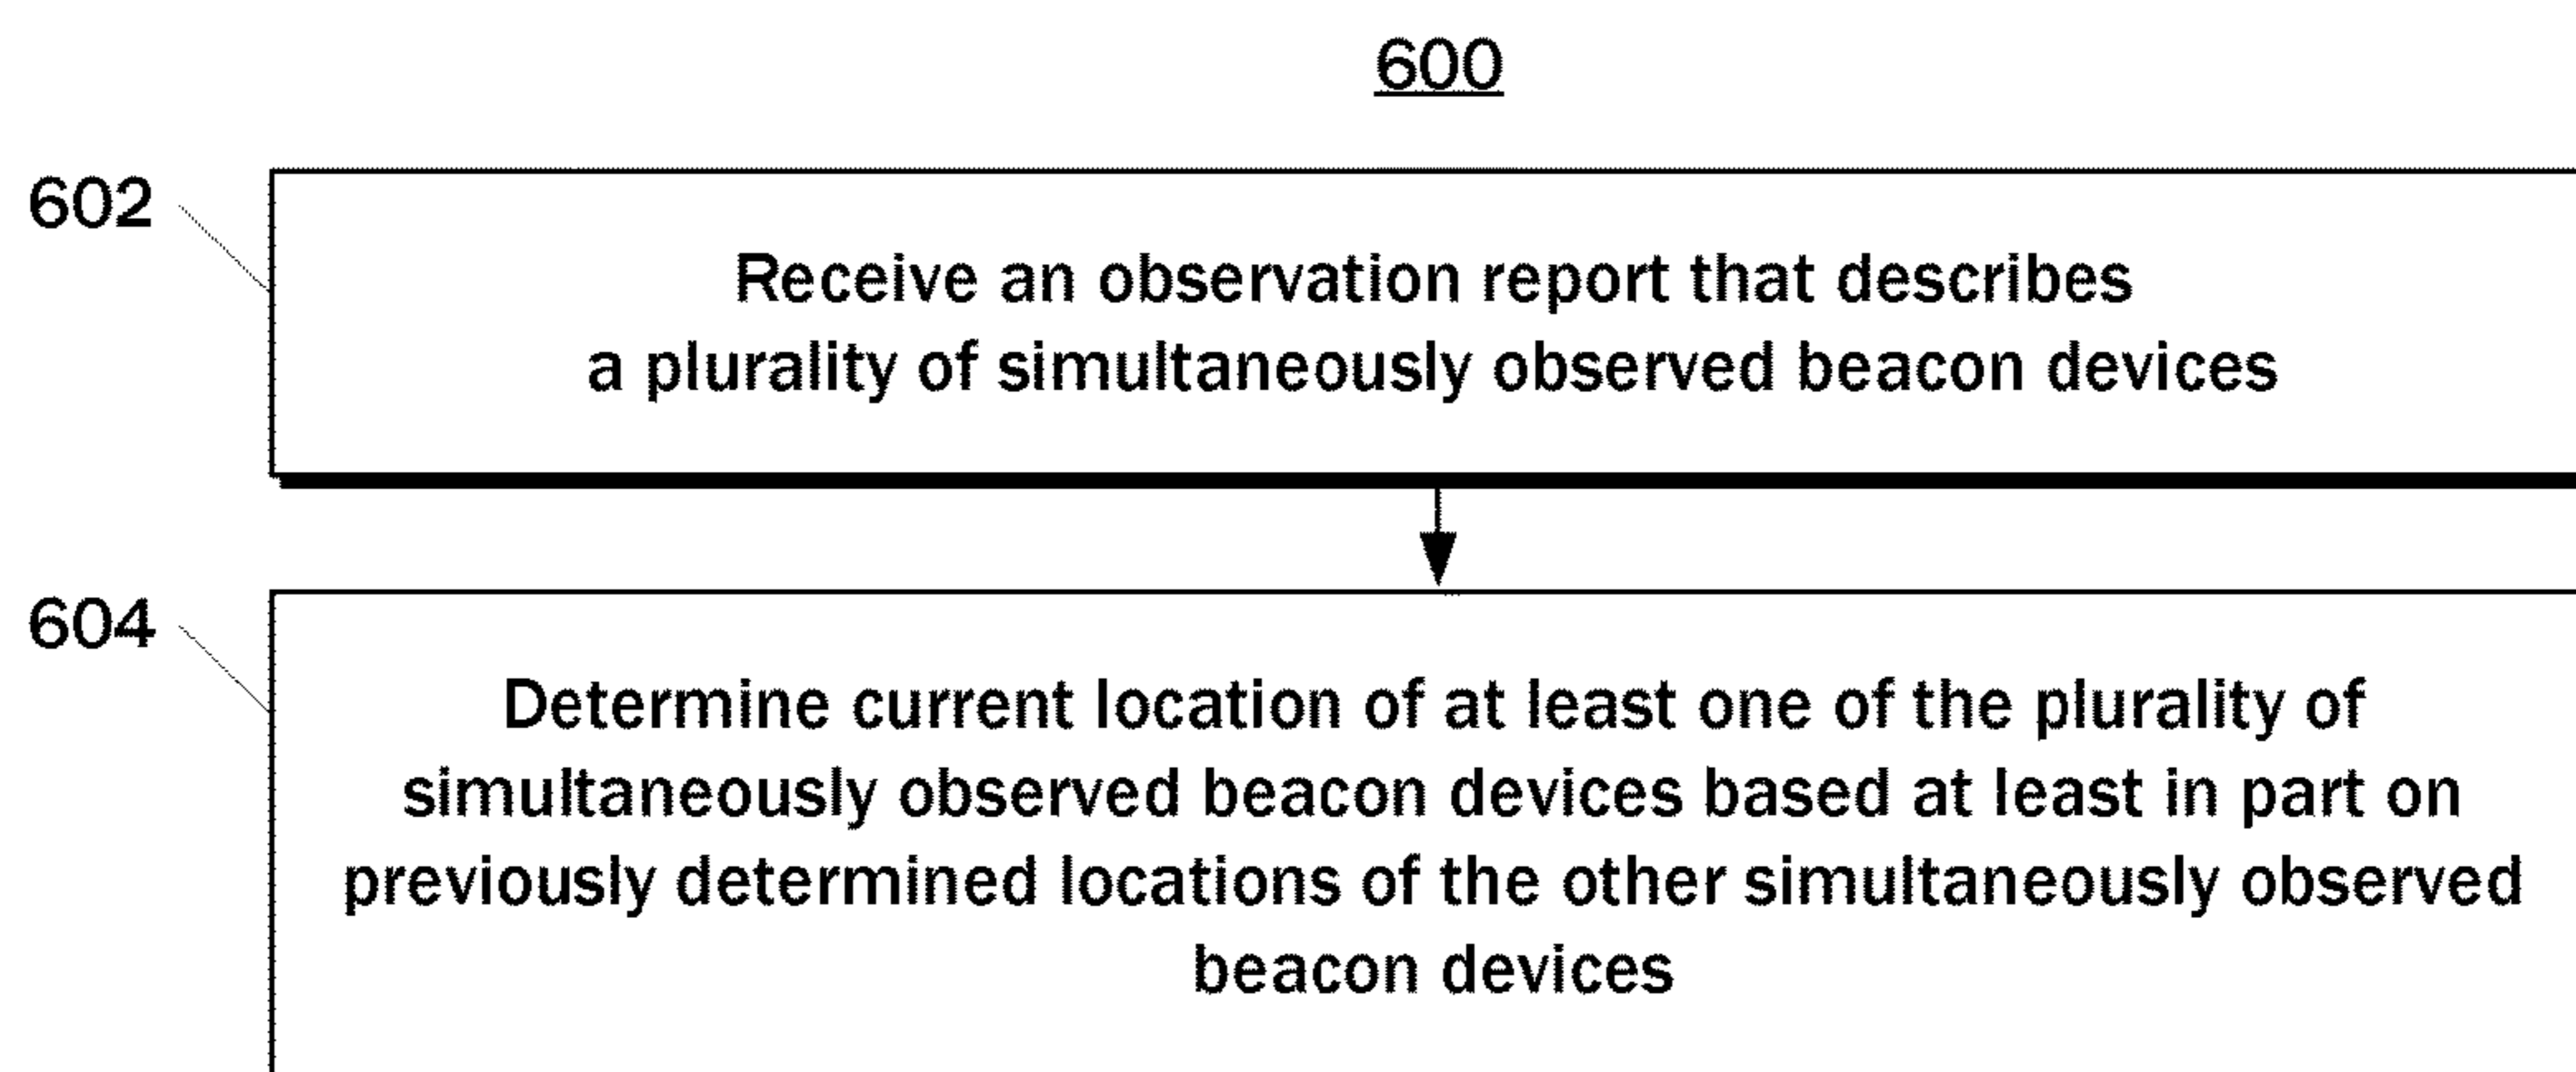 600
602
Receive an observation report that describes
a plurality of simultaneously observed beacon devices
604
Determine current location of at least one of the plurality of
simultaneously observed beacon devices based at least in part on
previously determined locations of the other simultaneously observed
beacon devices